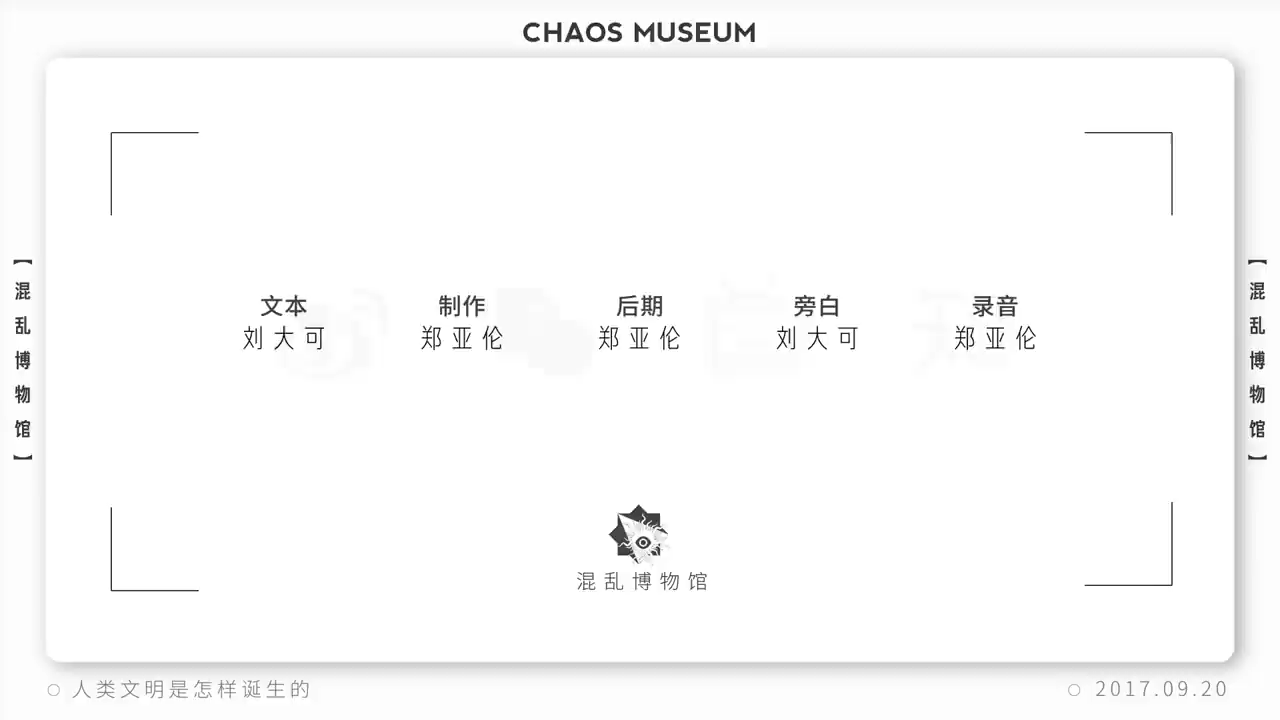 CHAOS MUSEUM
【混乱博物馆】
文本 制作 后期 旁白 录音
刘大可 郑亚伦 郑亚伦 刘大可 郑亚伦
【混乱博物馆】
混乱博物馆
人类文明是怎样诞生的
2017.09.20